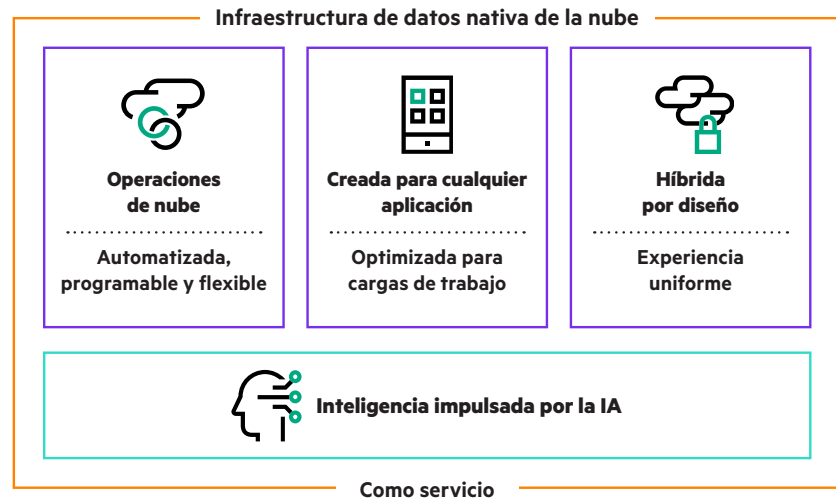 Infraestructura de datos nativa de la nube
Operaciones
de nube
Automatizada,
programable y flexible
Creada para cualquier
aplicación
Optimizada para
cargas de trabajo
Híbrida
por diseño
Experiencia
uniforme
Inteligencia impulsada por la IA
Como servicio